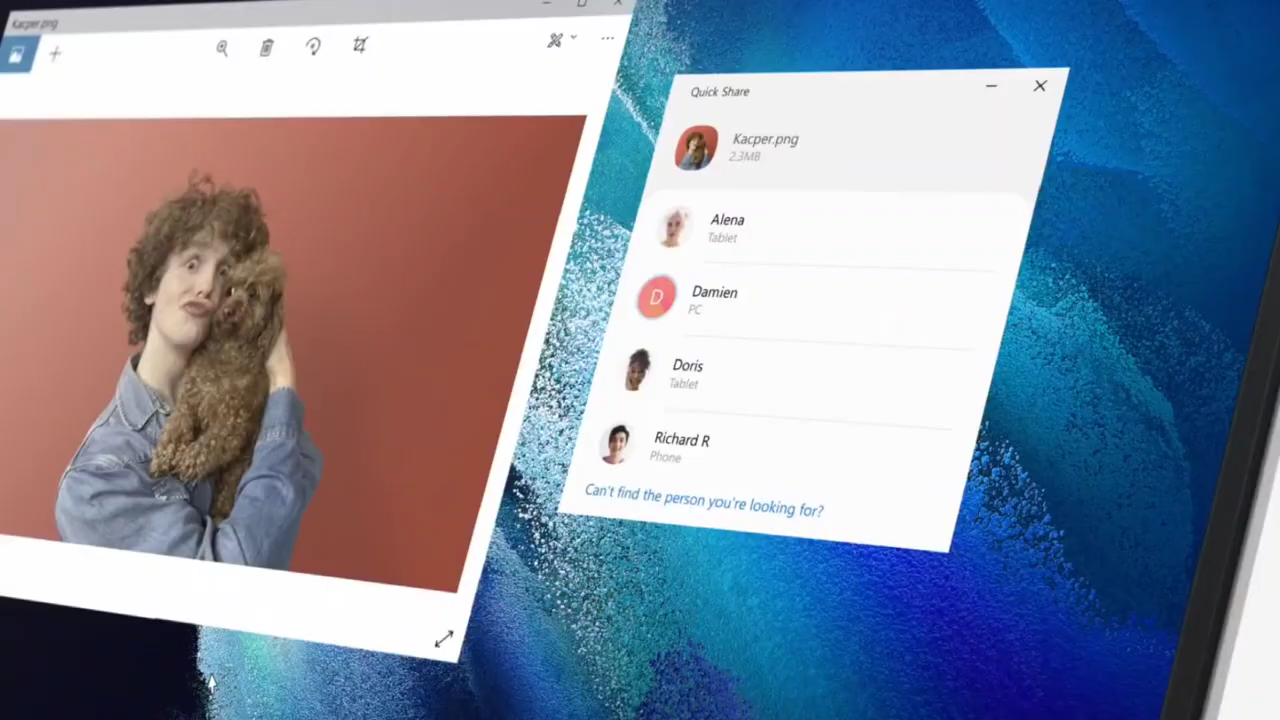 Kacper.png
Quick Share
Kacper.png
2.3MB
Alena
Tablet
D
Damien
PC
Doris
Tablet
Richard R
Phone
Can't find the person you're looking for?